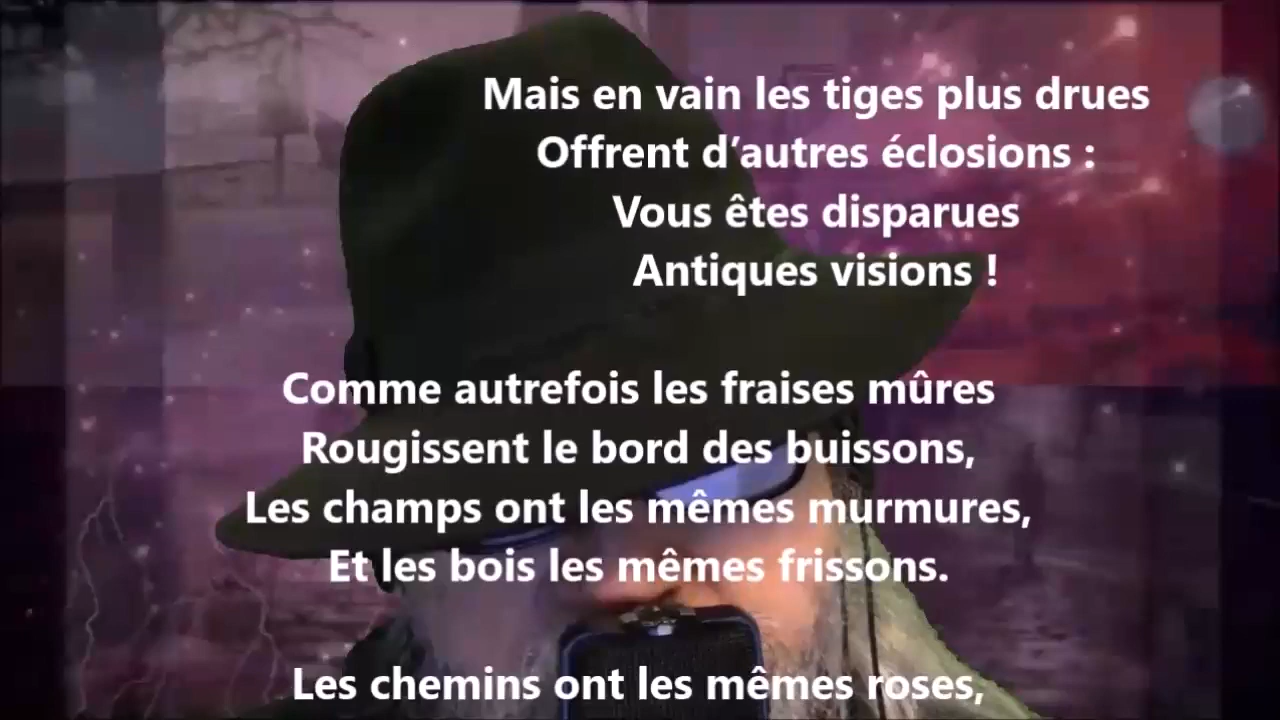 Mais en vain les tiges plus drues
Offrent d’autres éclosions :
Vous êtes disparues
Antiques visions !
Comme autrefois les fraises mûres
Rougissent le bord des buissons,
Les champs ont les mêmes murmures,
Et les bois les mêmes frissons.
Les chemins ont les mêmes roses,